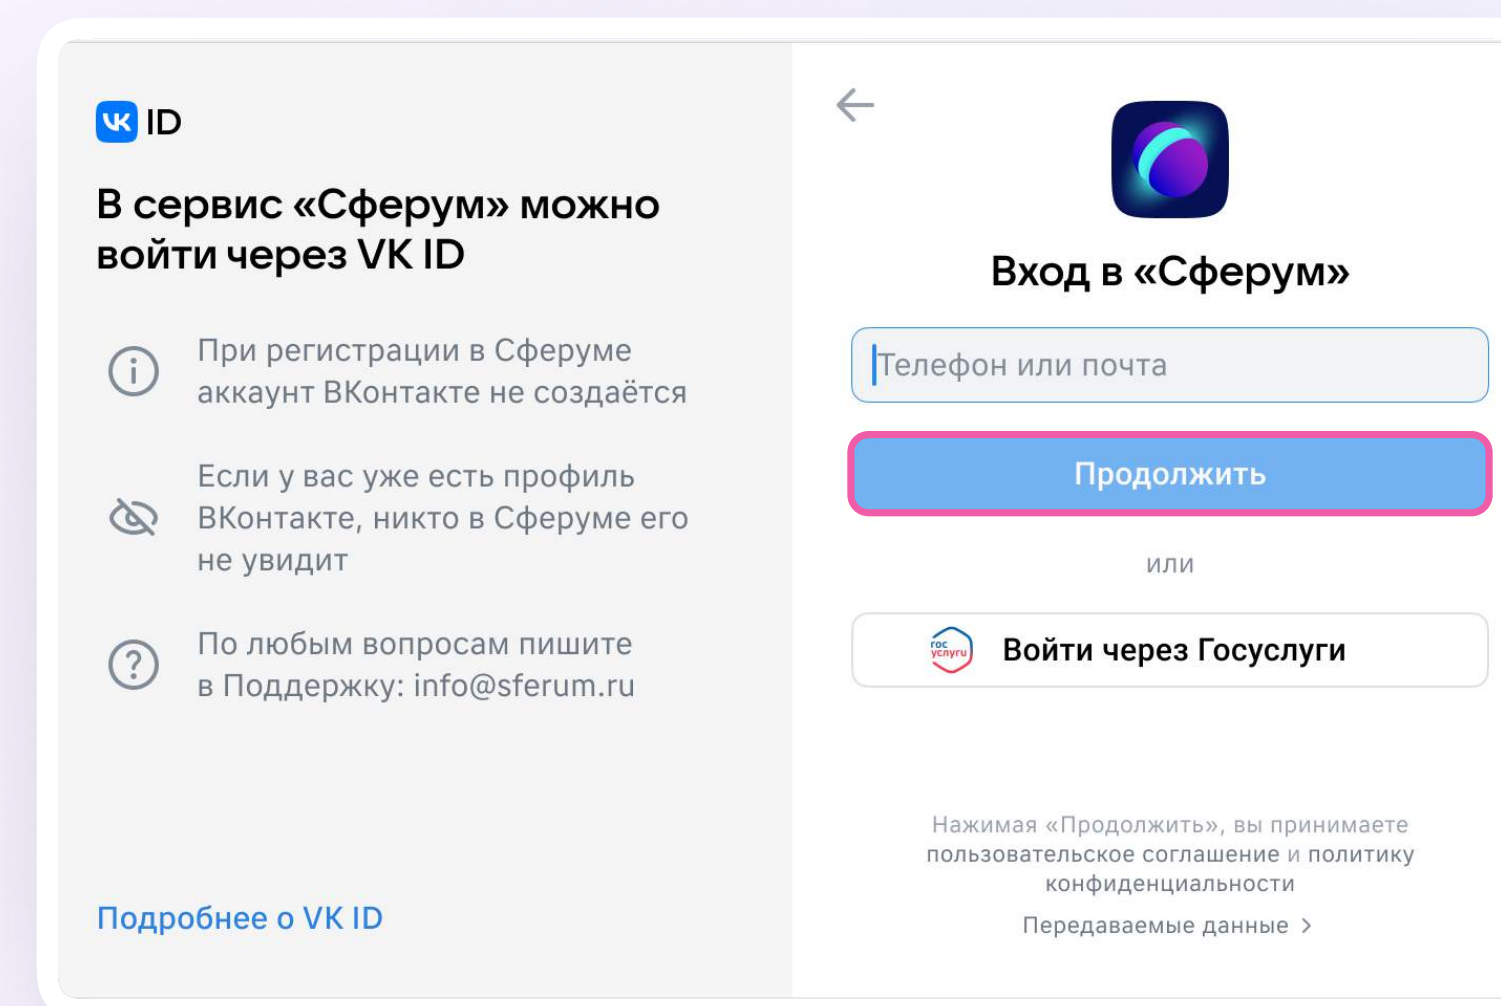 VK ID
В сервис «Сферум» можно
войти через VK ID
При регистрации в Сферуме
аккаунт ВКонтакте не создаётся
Если у вас уже есть профиль
ВКонтакте, никто в Сферуме его
не увидит
По любым вопросам пишите
в Поддержку: info@sferum.ru
Подробнее о VK ID
Вход в «Сферум»
Телефон или почта
Продолжить
или
гос
услуги
Войти через Госуслуги
Нажимая «Продолжить», вы принимаете
пользовательское соглашение и политику
конфиденциальности
Передаваемые данные >